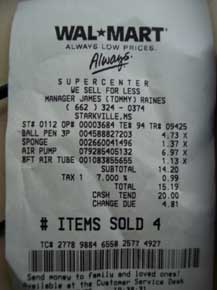 WAL★MART
ALWAYS LOW PRICES.
Always.
SUPERCENTER
WE SELL FOR LESS
MANAGER JAMES (TOMMY) RAINES
( 662 ) 324 - 0374
STARKVILLE, MS
ST# 0112 OP# 00003684 TE# 94 TR# 09425
BALL PEN 3P 004588827203 4.73 X
SPONGE 002660041496 1.37 X
AIR PUMP 009785405132 6.97 X
8FT AIR TUBE 001083855655 1.13 X
SUBTOTAL 14.20
TAX 1 7.000 % 0.99
TOTAL 15.19
CASH TEND 20.00
CHANGE DUE 4.81
# ITEMS SOLD 4
TC# 2778 9884 6558 2572 4927
Send money to family and loved ones!
Available at the Customer Service Desk